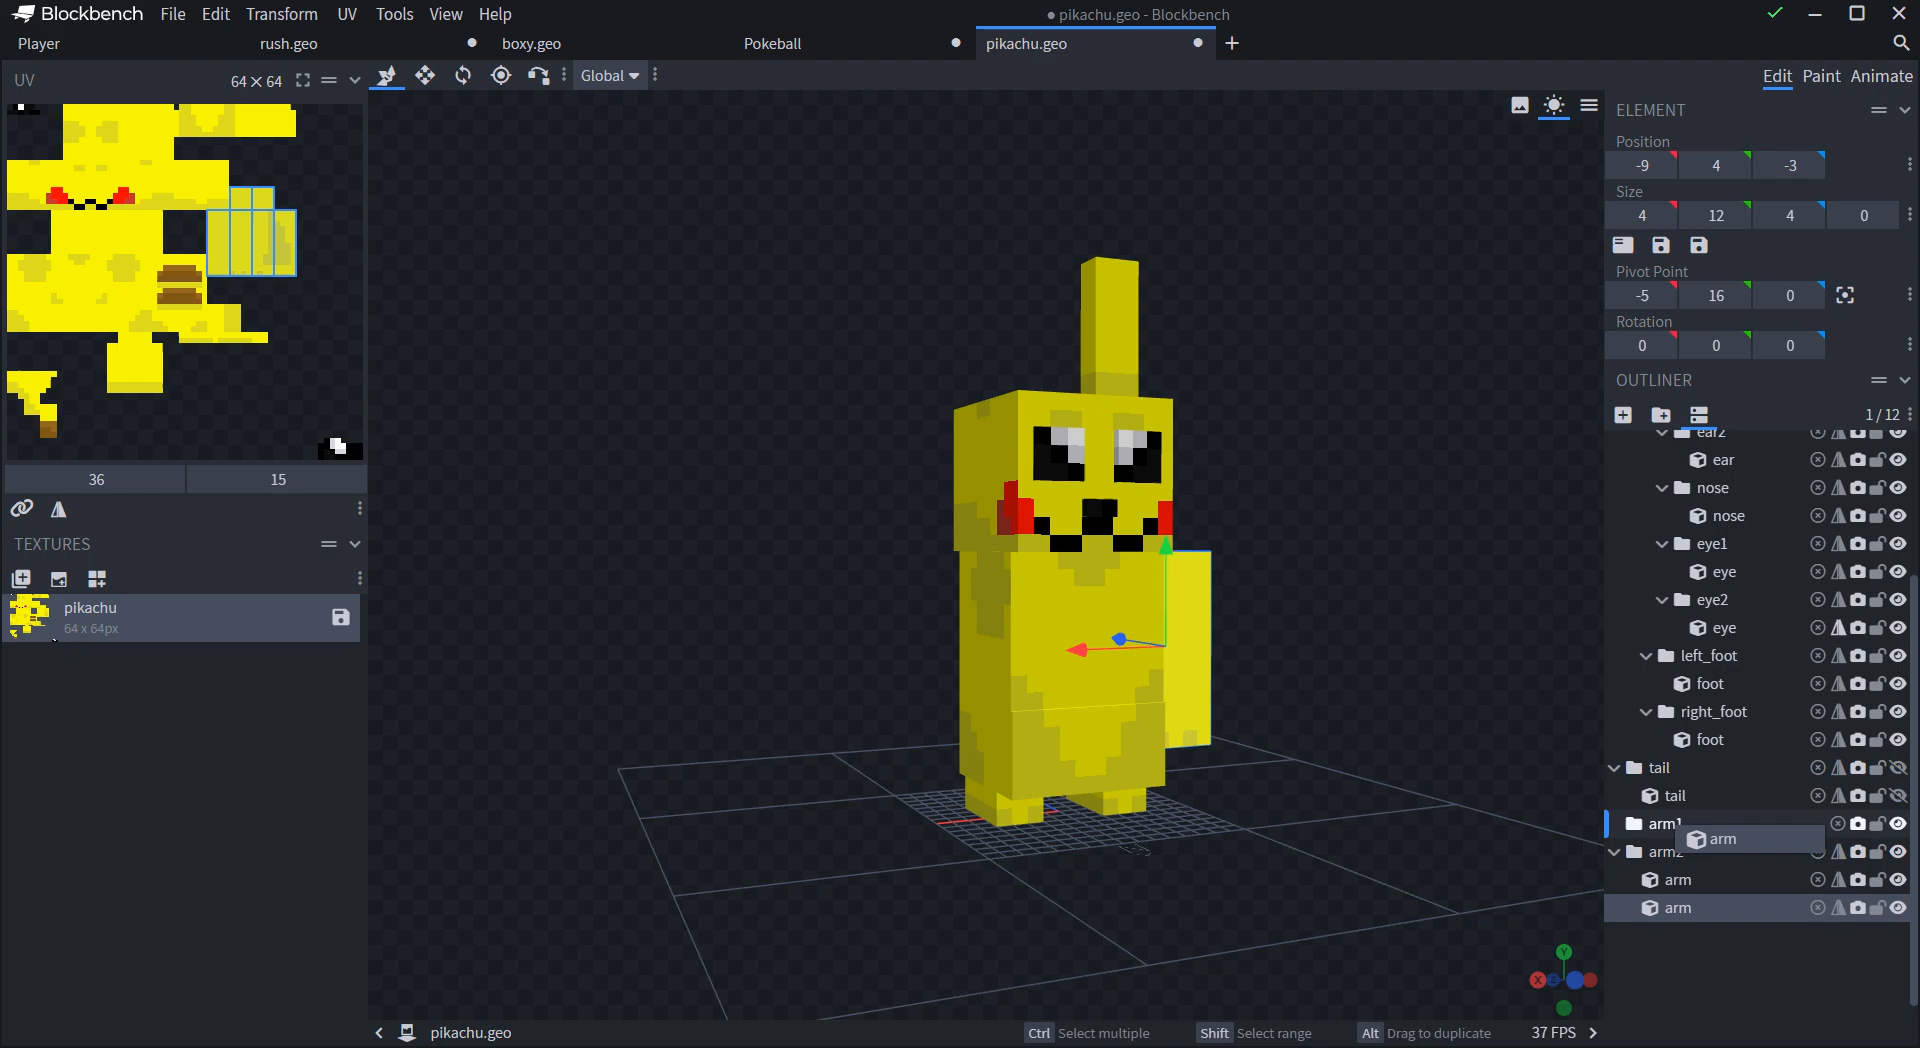 Blockbench File Edit Transform UV Tools View Help
pikachu.geo - Blockbench
Player rush.geo boxy.geo Pokeball pikachu.geo
UV 64×64
Global
Edit Paint Animate
ELEMENT
Position
-9 4 -3
Size
4 12 4 0
Pivot Point
-5 16 0
Rotation
0 0 0
OUTLINER
1 / 12
ear2
ear
nose
nose
eye1
eye
eye2
eye
left_foot
foot
right_foot
foot
tail
tail
arm1
arm
arm2
arm
arm
36 15
TEXTURES
pikachu
64 x 64px
X
Y
pikachu.geo
Ctrl Select multiple Shift Select range Alt Drag to duplicate 37 FPS